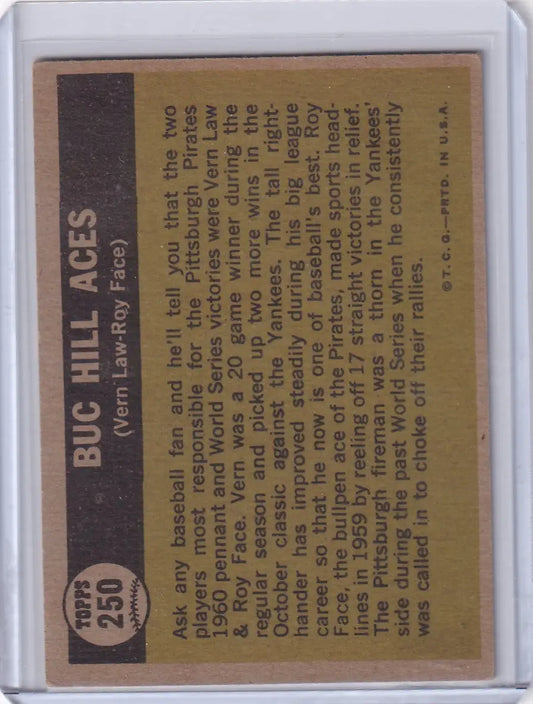 TOPPS
250
BUC HILL ACES
(Vern Law-Roy Face)
Ask any baseball fan and he'll tell you that the two
players most responsible for the Pittsburgh. Pirates
1960 pennant and World Series victories were Vern Law
& Roy Face. Vern was a 20 game winner during the
regular season and picked up two more wins in the
October classic against the Yankees. The tall right-
hander has improved steadily during his big league
career so that he now is one of baseball's best. Roy
Face, the bullpen ace of the Pirates, made sports head-
lines in 1959 by reeling off 17 straight victories in relief.
The Pittsburgh fireman was a thorn in the Yankees'
side during the past World Series when he consistently
was called in to choke off their rallies.
© T. C. G.—PRTD. IN U.S.A.